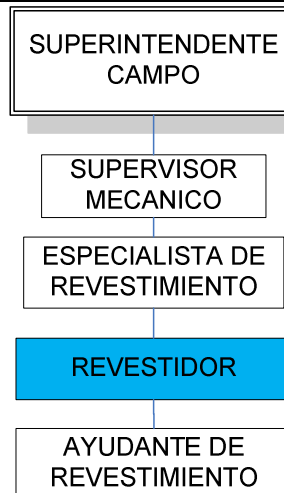 SUPERINTENDENTE
CAMPO
SUPERVISOR
MECANICO
ESPECIALISTA DE
REVESTIMIENTO
REVESTIDOR
AYUDANTE DE
REVESTIMIENTO